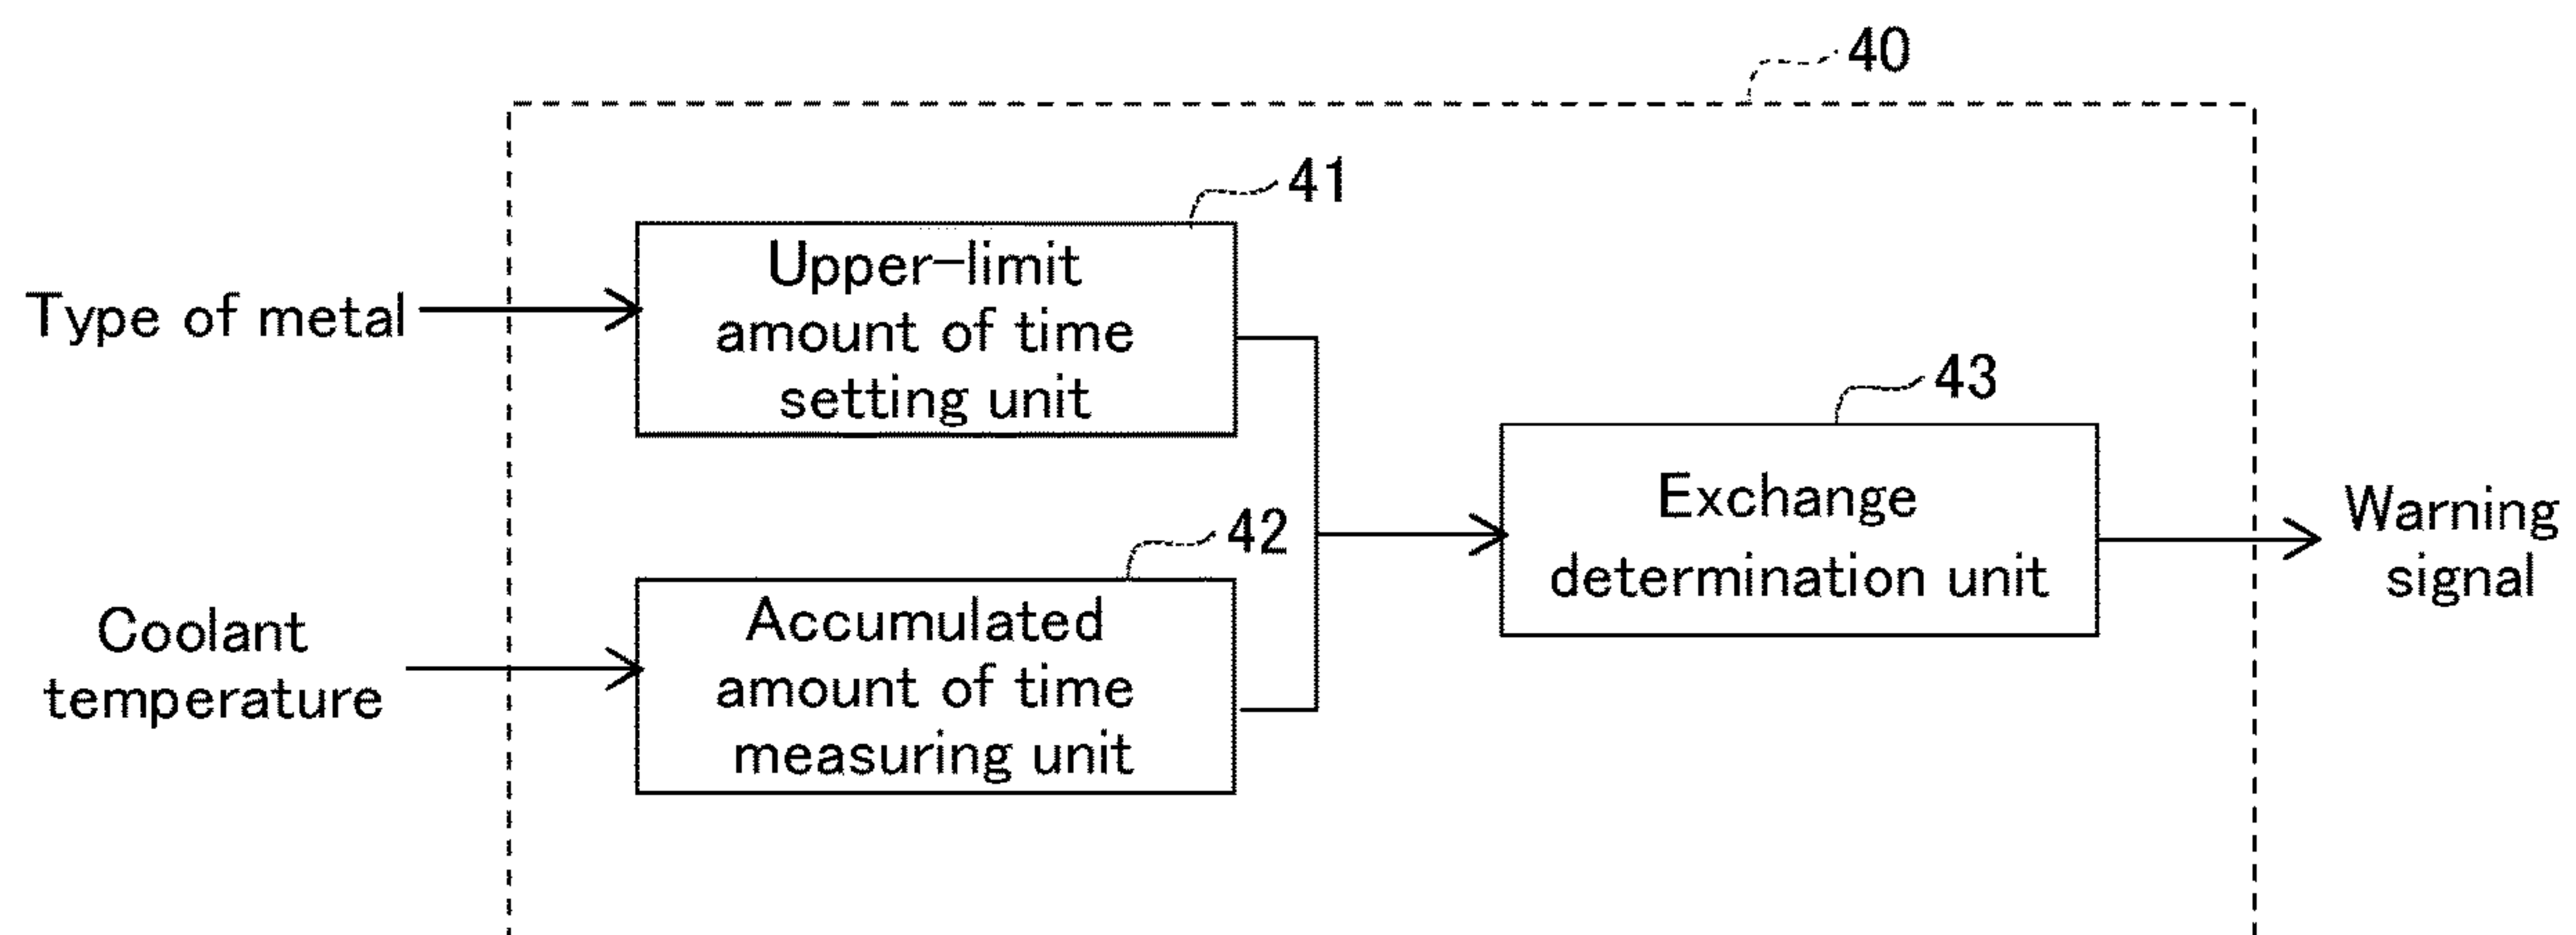 40
41
Upper-limit
amount of time
setting unit
Type of metal
43
Exchange
determination unit
Warning
signal
42
Accumulated
amount of time
measuring unit
Coolant
temperature